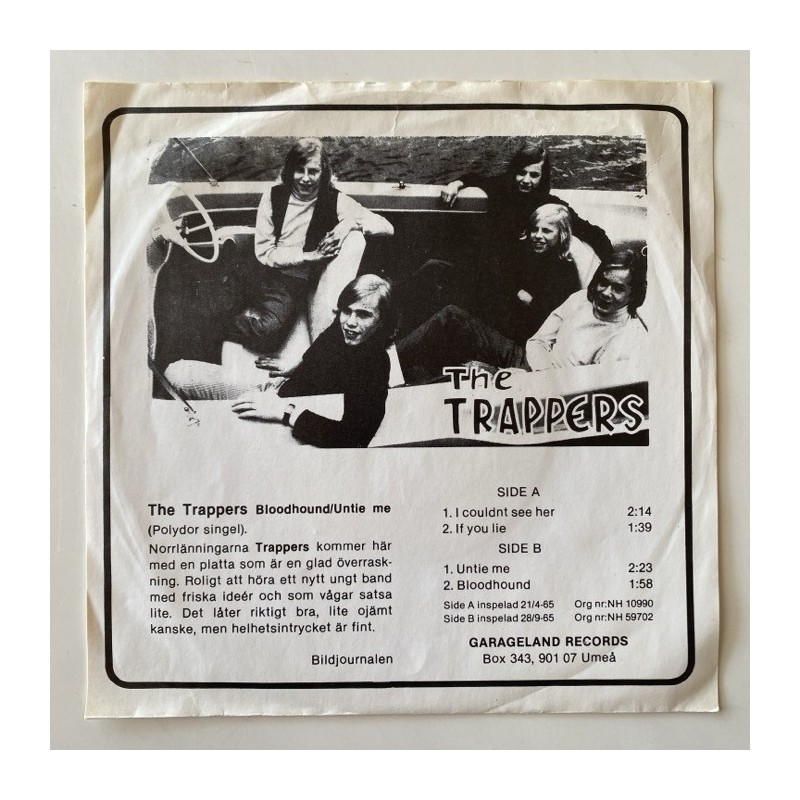 The
TRAPPERS
The Trappers Bloodhound/Untie me
(Polydor singel).
Norrlänningarna Trappers kommer här
med en platta som är en glad överrask-
ning. Roligt att höra ett nytt ungt band
med friska ideér och som vågar satsa
lite. Det låter riktigt bra, lite ojämt
kanske, men helhetsintrycket är fint.
Bildjournalen
SIDE A
1. I couldnt see her 2:14
2. If you lie 1:39
SIDE B
1. Untie me 2:23
2. Bloodhound 1:58
Side A inspelad 21/4-65 Org nr:NH 10990
Side B inspelad 28/9-65 Org nr:NH 59702
GARAGELAND RECORDS
Box 343, 901 07 Umeå